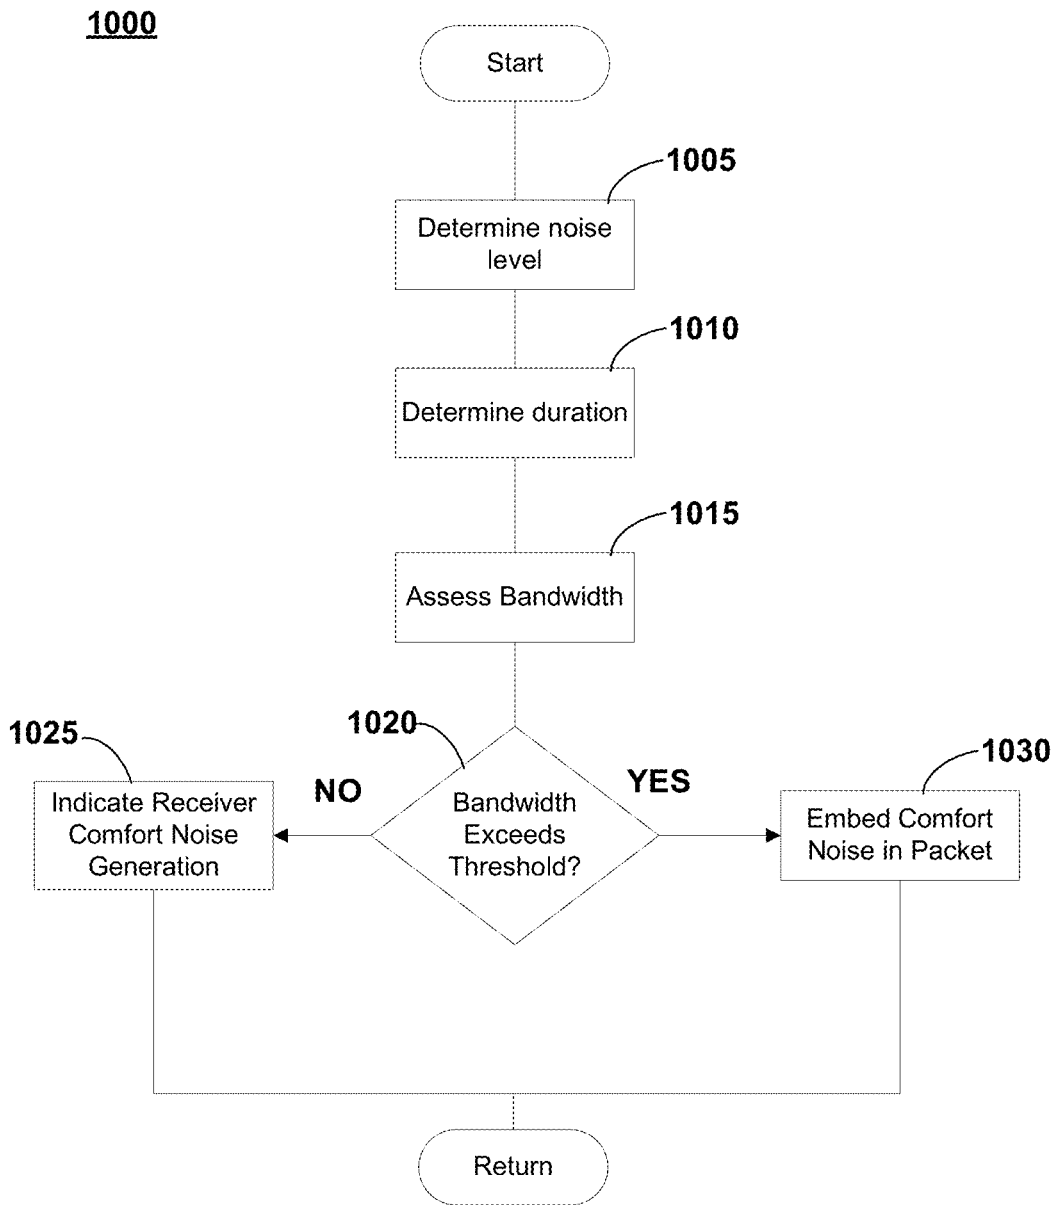 1000
Start
1005
Determine noise
level
1010
Determine duration
1015
Assess Bandwidth
1020
Bandwidth
Exceeds
Threshold?
NO
YES
1025
Indicate Receiver
Comfort Noise
Generation
1030
Embed Comfort
Noise in Packet
Return